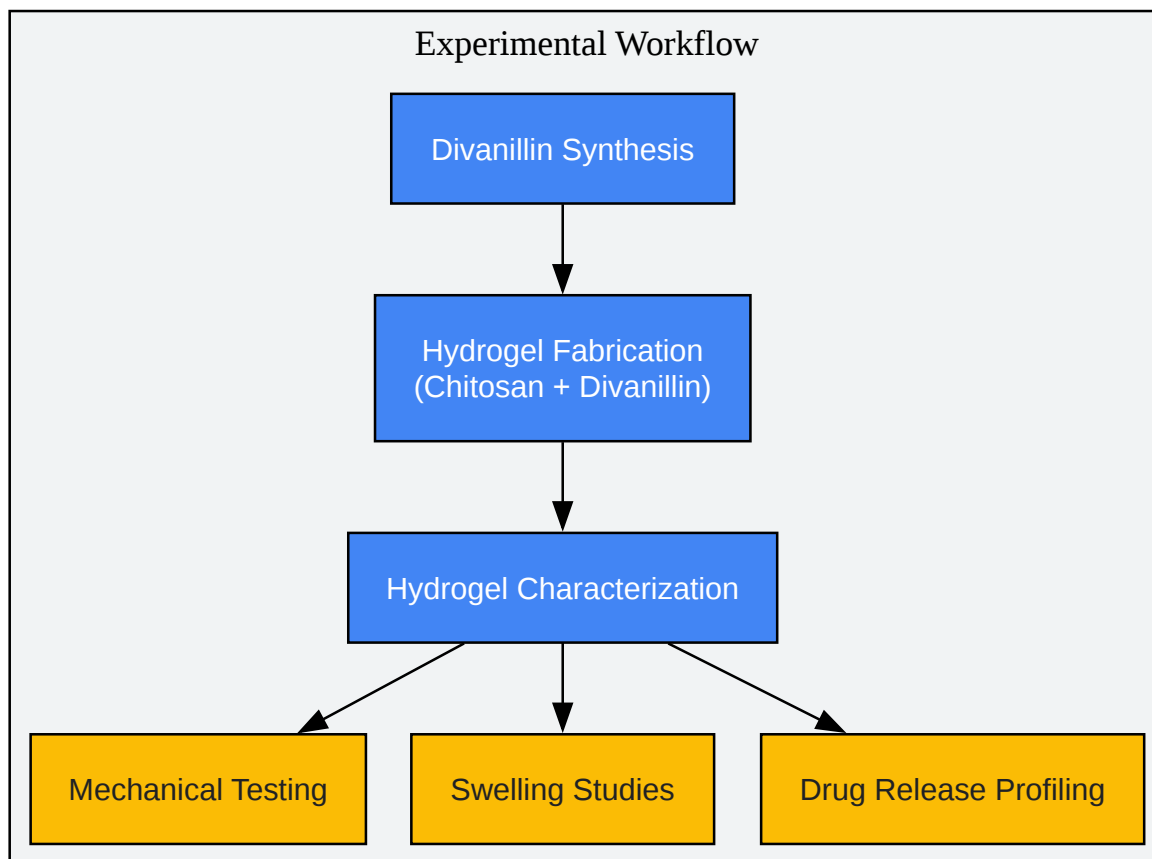 Experimental Workflow
Divanillin Synthesis
Hydrogel Fabrication
(Chitosan + Divanillin)
Hydrogel Characterization
Mechanical Testing
Swelling Studies
Drug Release Profiling